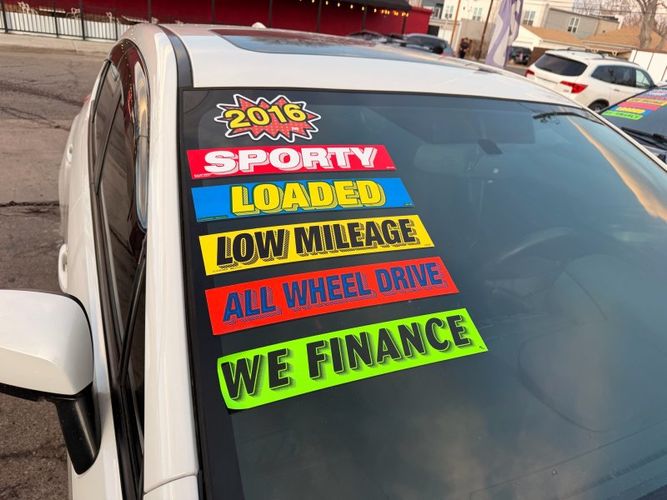 2016
SPORTY
LOADED
LOW MILEAGE
ALL WHEEL DRIVE
WE FINANCE